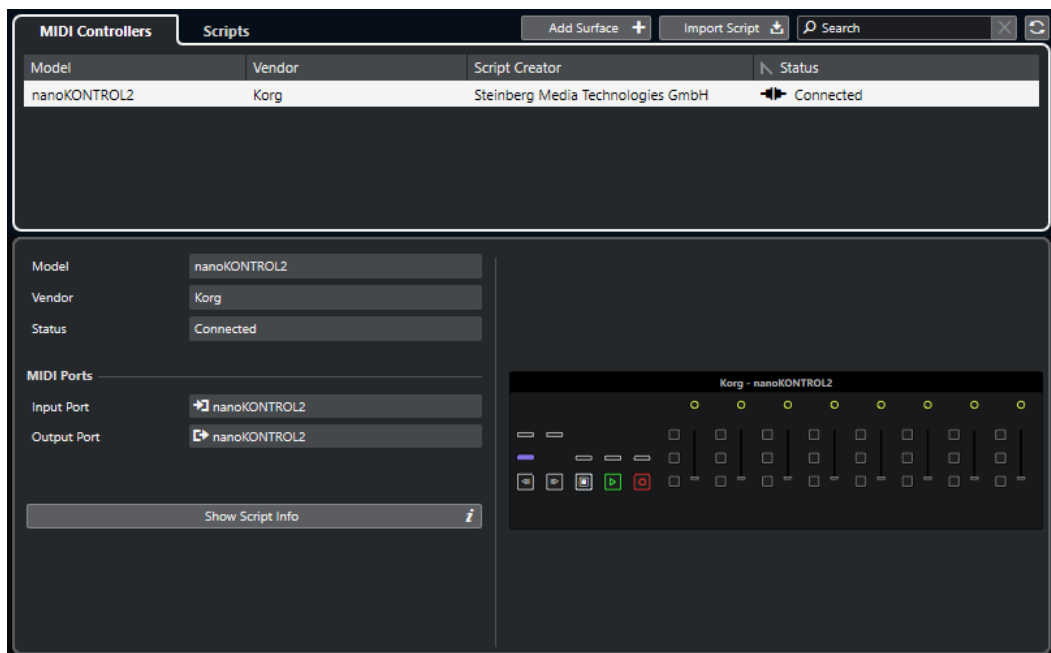 MIDI Controllers Scripts Add Surface Import Script Search
Model Vendor Script Creator Status
nanoKONTROL2 Korg Steinberg Media Technologies GmbH Connected
Model nanoKONTROL2
Vendor Korg
Status Connected
MIDI Ports
Input Port nanoKONTROL2
Output Port nanoKONTROL2
Show Script Info i
Korg - nanoKONTROL2